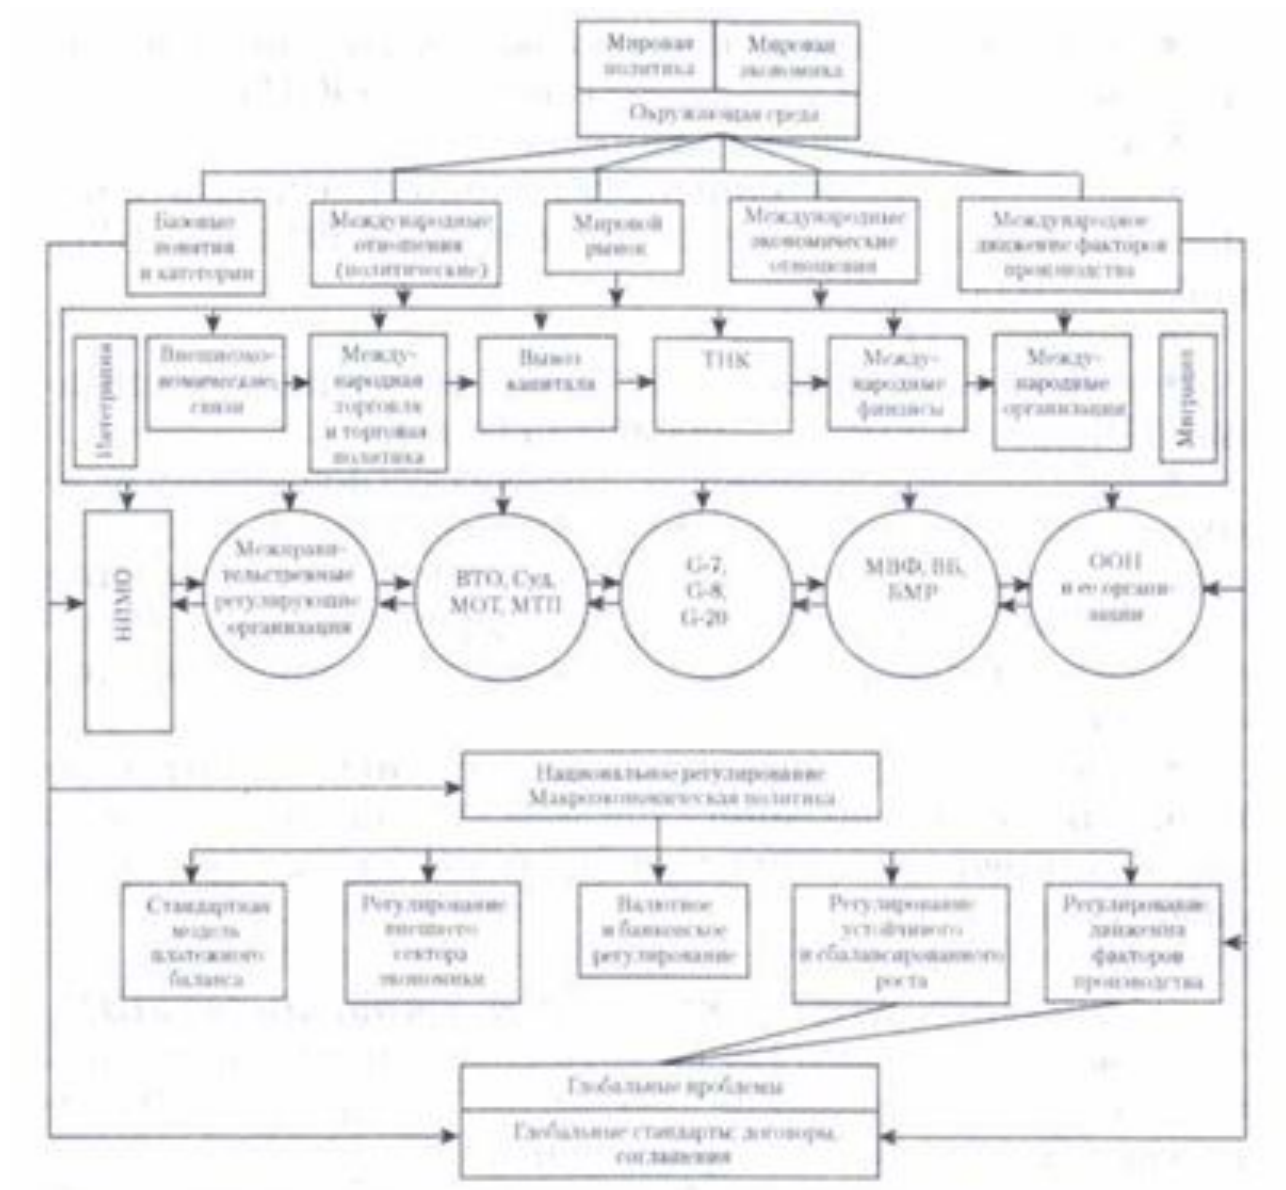 Мировая
политика
Мировая
экономика
Окружающая среда
Базовые
понятия
и категории
Международные
отношения
(политические)
Мировой
рынок
Международные
экономические
отношения
Международное
движение факторов
производства
Интеграция
Внешнеэко-
номические
связи
Между-
народная
торговля
и торговая
политика
Вывоз
капитала
ТНК
Между-
народные
финансы
Между-
народные
организации
Миграция
Межправи-
тельственные
регулирующие
организация
ВТО, Суд,
МОТ, МТП
G-7,
G-8,
G-20
МВФ, ВБ,
БМР
ООН
и ее органи-
зации
Национальное регулирование
Макроэкономическая политика
Стандартная
модель
платежного
баланса
Регулирование
внешнего
сектора
экономики
Валютное
и банковское
регулирование
Регулирование
устойчивого
и сбалансированного
роста
Регулирование
движения
факторов
производства
Глобальные проблемы
Глобальные стандарты: договоры,
соглашения